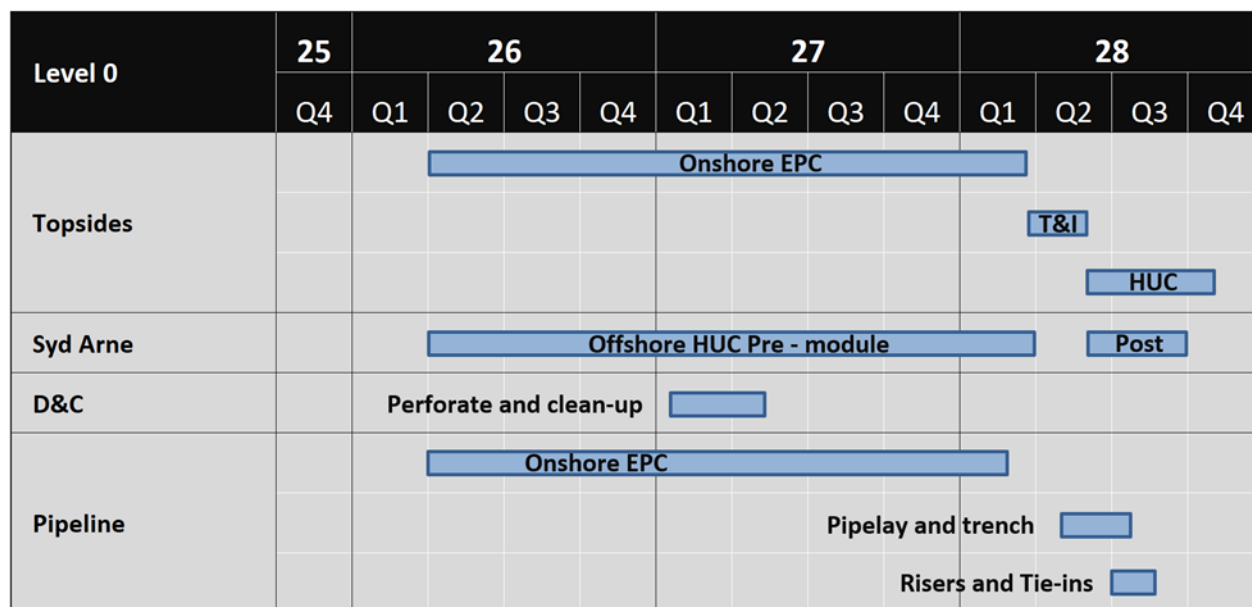 Level 0
25 26 27 28
Q4 Q1 Q2 Q3 Q4 Q1 Q2 Q3 Q4 Q1 Q2 Q3 Q4
Topsides
Onshore EPC
T&I
HUC
Syd Arne
Offshore HUC Pre - module
Post
D&C
Perforate and clean-up
Pipeline
Onshore EPC
Pipelay and trench
Risers and Tie-ins